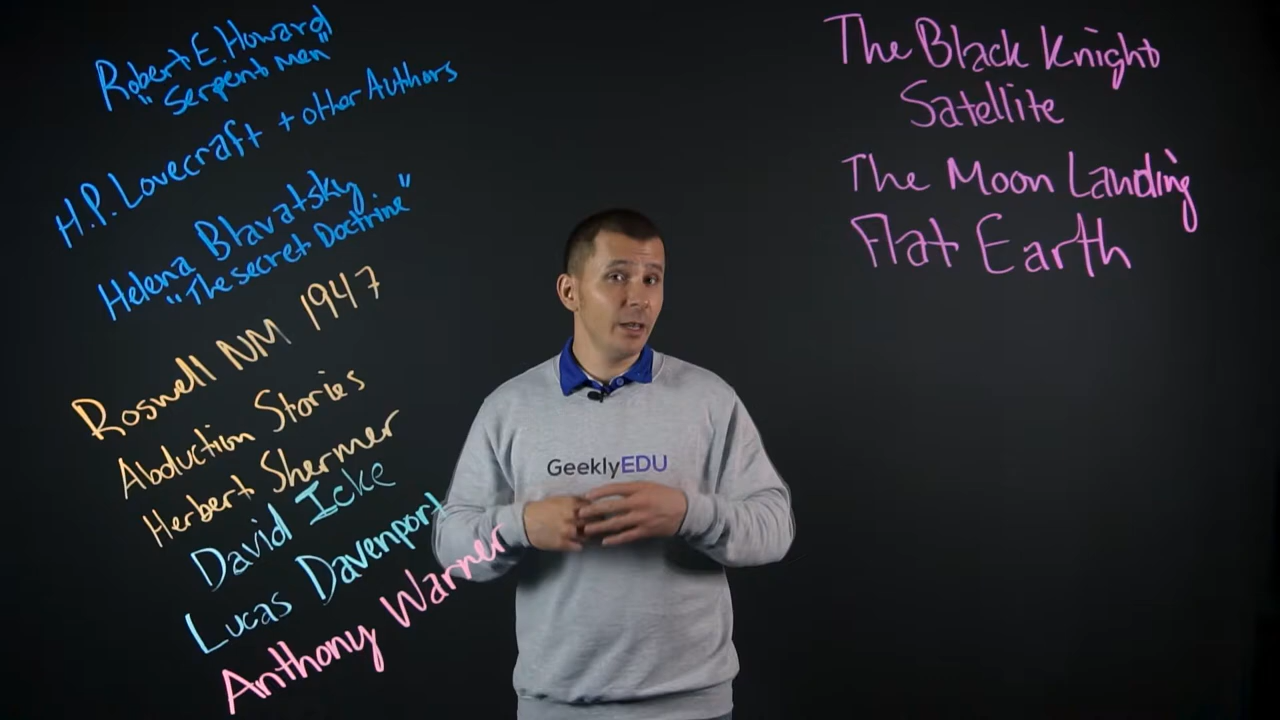 Robert E. Howard
"Serpent Men"
H.P. Lovecraft + other Authors
Helena Blavatsky
"The Secret Doctrine"
Roswell NM 1947
Abduction Stories
Herbert Shermer
David Icke
Lucas Davenport
Anthony Warner
The Black Knight
Satellite
The Moon Landing
Flat Earth
GeeklyEDU